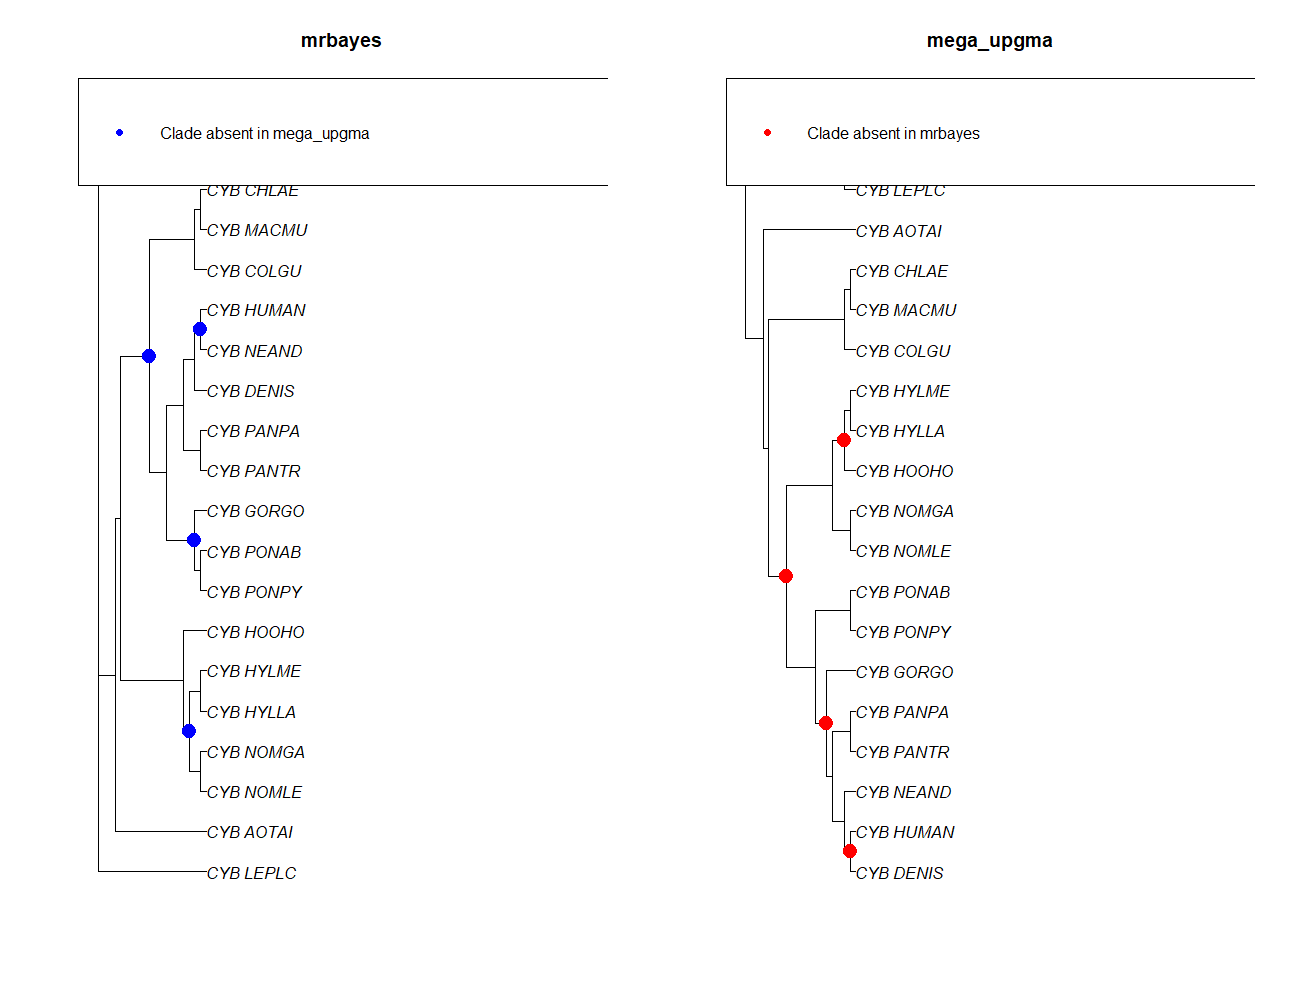 mrbayes
Clade absent in mega_upgma
CYB CHLAE
CYB MACMU
CYB COLGU
CYB HUMAN
CYB NEAND
CYB DENIS
CYB PANPA
CYB PANTR
CYB GORGO
CYB PONAB
CYB PONPY
CYB HOOHO
CYB HYLME
CYB HYLLA
CYB NOMGA
CYB NOMLE
CYB AOTAI
CYB LEPLC
mega_upgma
Clade absent in mrbayes
CYB LEPLC
CYB AOTAI
CYB CHLAE
CYB MACMU
CYB COLGU
CYB HYLME
CYB HYLLA
CYB HOOHO
CYB NOMGA
CYB NOMLE
CYB PONAB
CYB PONPY
CYB GORGO
CYB PANPA
CYB PANTR
CYB NEAND
CYB HUMAN
CYB DENIS